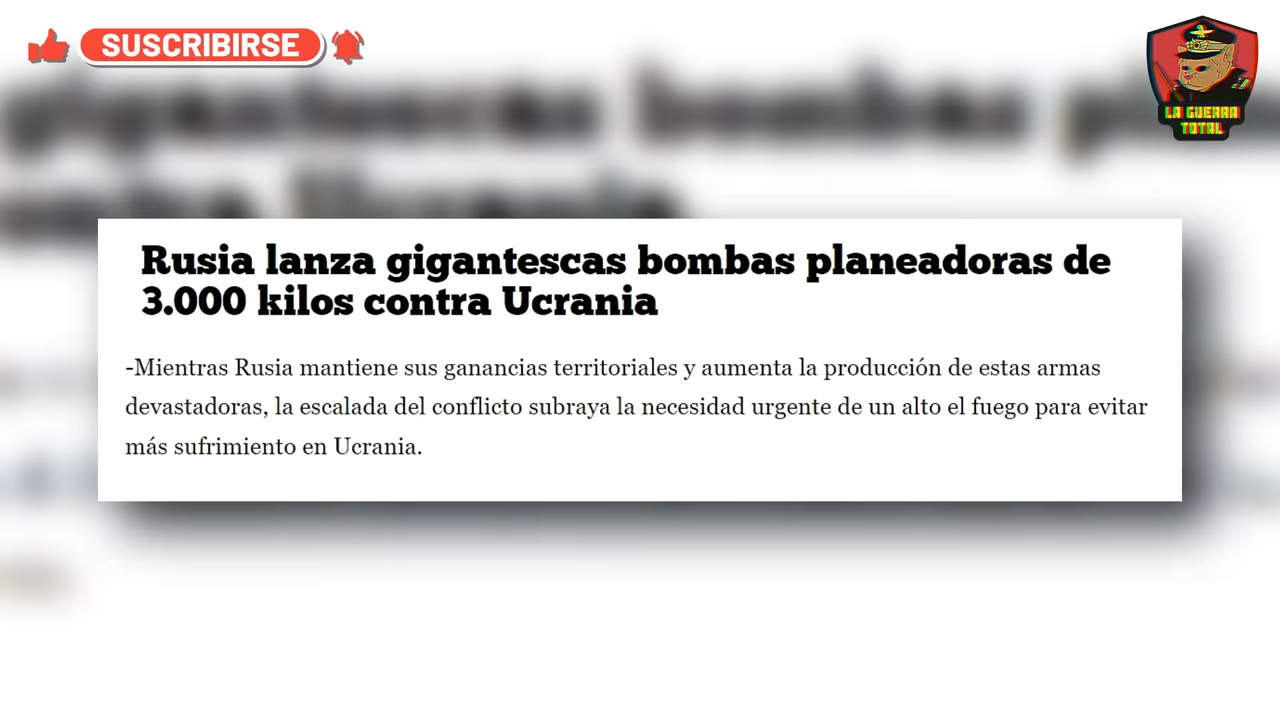 SUSCRIBIRSE
LA GUERRA
TOTAL
Rusia lanza gigantescas bombas planeadoras de
3.000 kilos contra Ucrania
-Mientras Rusia mantiene sus ganancias territoriales y aumenta la producción de estas armas
devastadoras, la escalada del conflicto subraya la necesidad urgente de un alto el fuego para evitar
más sufrimiento en Ucrania.